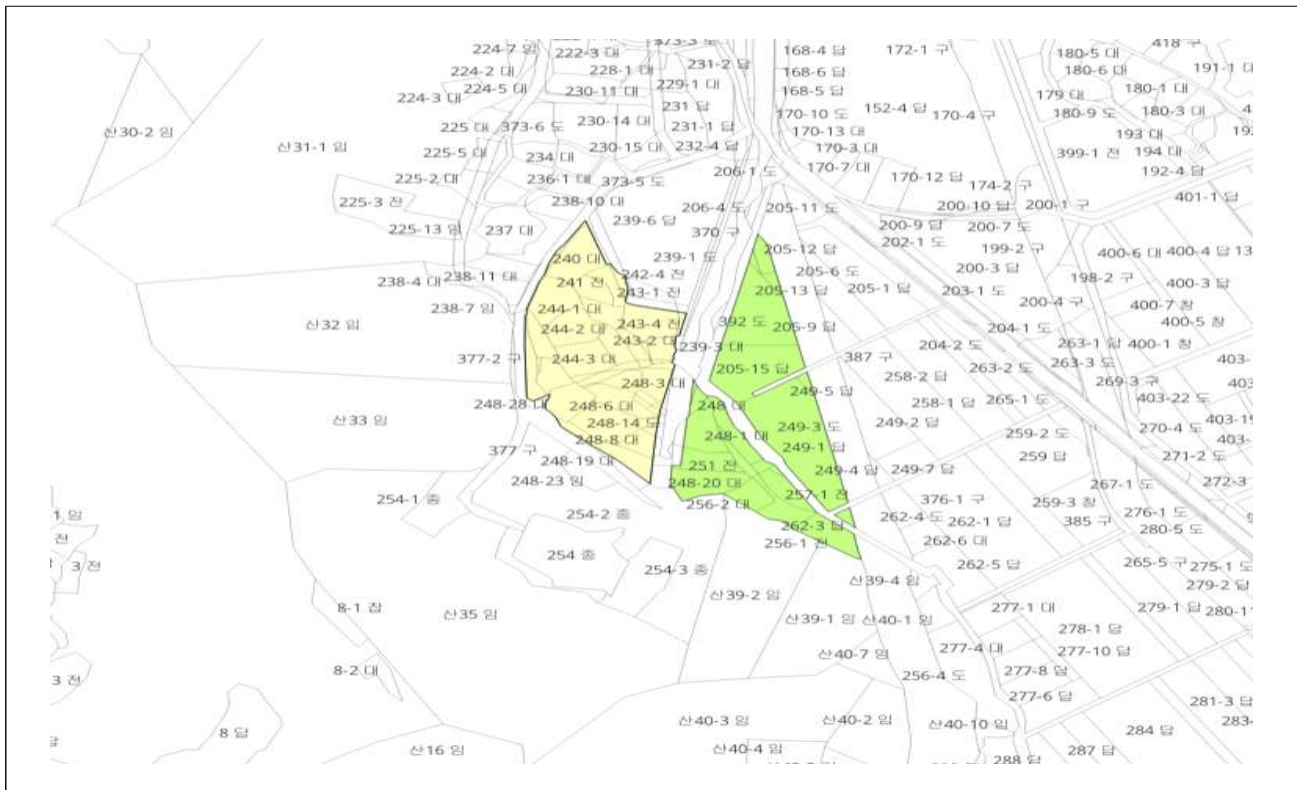 373-3 도
418 구
224-7 임
222-3 대
168-4 답
172-1 구
180-5 대
231-2 답
191-1 대
224-2 대
228-1 대
168-6 답
180-6 대
224-5 대
230-11 대
229-1 대
168-5 답
179 대
180-1 대
224-3 대
231 답
152-4 답
170-4 구
180-9 도
180-3 대
산30-2 임
225 대
373-6 도
230-14 대
231-1 답
170-10 도
170-13 대
193 대
산31-1 임
225-5 대
234 대
230-15 대
232-4 답
170-3 대
399-1 전
194 대
225-2 대
236-1 대
373-5 도
206-1 도
170-7 대
170-12 답
174-2 구
192-4 답
225-3 전
238-10 대
206-4 도
205-11 도
200-10 답
200-1 구
401-1 답
225-13 임
237 대
239-6 답
370 구
200-9 답
200-7 도
202-1 도
240 대
239-1 도
205-12 답
199-2 구
400-6 대
400-4 답
13
238-4 대
238-11 대
241 전
242-4 전
205-6 도
200-3 답
198-2 구
400-3 답
243-1 전
205-13 답
205-1 답
203-1 도
200-4 구
400-7 창
238-7 임
244-1 대
243-4 전
392 도
205-9 답
204-1 도
400-5 창
산32 임
244-2 대
243-2 대
239-3 대
204-2 도
263-1 답
400-1 창
377-2 구
244-3 대
205-15 답
387 구
258-2 답
263-2 도
263-3 도
403-
248-3 대
249-5 답
269-3 구
403-22 도
248-28 대
248-6 대
248 대
258-1 답
265-1 도
산33 임
248-14 도
249-3 도
249-2 답
403-15
248-8 대
248-1 대
249-1 답
259-2 도
270-4 도
403-
377 구
248-19 대
251 전
249-4 답
249-7 답
259 답
271-2 도
248-23 임
248-20 대
267-1 도
272-3
254-1 종
257-1 전
376-1 구
259-3 창
254-2 종
256-2 대
262-4 도
262-1 답
385 구
276-1 도
1 임
262-3 답
280-5 도
전
254 종
256-1 전
262-6 대
3 전
254-3 종
262-5 답
265-5 구
275-1 도
산39-4 임
279-2 답
산39-2 임
8-1 잡
산35 임
277-1 대
279-1 답
280-11
산39-1 임
산40-1 임
278-1 답
산40-7 영
277-4 대
277-10 답
8-2 대
256-4 도
277-8 답
3 전
277-6 답
281-3 답
산40-3 임
산40-2 임
산40-10 임
283-
8 답
284 답
답
산16 임
산40-4 임
287 답
288 답